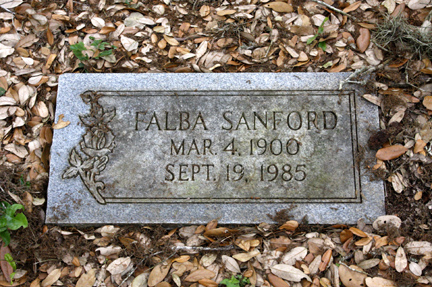 FALBA SANFORD
MAR. 4, 1900
SEPT. 19, 1985